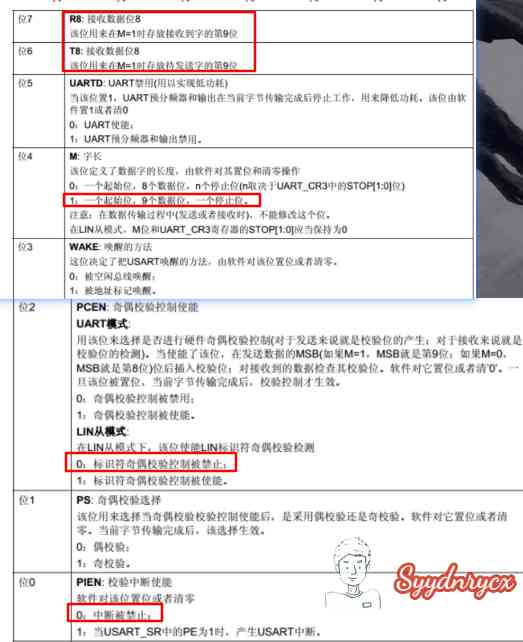 位7
R8: 接收数据位8
该位用来在M=1时存放接收到字的第9位
位6
T8: 接收数据位8
该位用来在M=1时存放待发送字的第9位
位5
UARTD: UART禁用(用以实现低功耗)
当该位置1，UART预分频器和输出在当前字节传输完成后停止工作，用来降低功耗。该位由软
件置1或者清0
0：UART使能；
1：UART预分频器和输出禁用。
位4
M: 字长
该位定义了数据字的长度，由软件对其置位和清零操作
0：一个起始位，8个数据位，n个停止位(n取决于UART_CR3中的STOP[1:0]位)
1：一个起始位，9个数据位，一个停止位。
注意：在数据传输过程中(发送或者接收时)，不能修改这个位。
在LIN从模式，M位和UART_CR3寄存器的STOP[1:0]应当保持为0
位3
WAKE: 唤醒的方法
这位决定了把USART唤醒的方法，由软件对该位置位或者清零。
0：被空闲总线唤醒；
1：被地址标记唤醒。
位2
PCEN: 奇偶校验控制使能
UART模式:
用该位来选择是否进行硬件奇偶校验控制(对于发送来说就是校验位的产生；对于接收来说就是
校验位的检测)。当使能了该位，在发送数据的MSB(如果M=1，MSB就是第9位；如果M=0，
MSB就是第8位)位后插入校验位；对接收到的数据检查其校验位。软件对它置位或者清'0'。一
旦该位被置位，当前字节传输完成后，校验控制才生效。
0：奇偶校验控制被禁用；
1：奇偶校验控制被使能。
LIN从模式:
在LIN从模式下，该位使能LIN标识符奇偶校验检测
0：标识符奇偶校验控制被禁止；
1：标识符奇偶校验控制被使能。
位1
PS: 奇偶校验选择
该位用来选择当奇偶校验校验控制使能后，是采用偶校验还是奇校验。软件对它置位或者清
零。当前字节传输完成后，该选择生效。
0：偶校验；
1：奇校验。
位0
PIEN: 校验中断使能
软件对该位置位或者清零
0：中断被禁止；
1：当USART_SR中的PE为1时，产生USART中断。
Syydnrycx